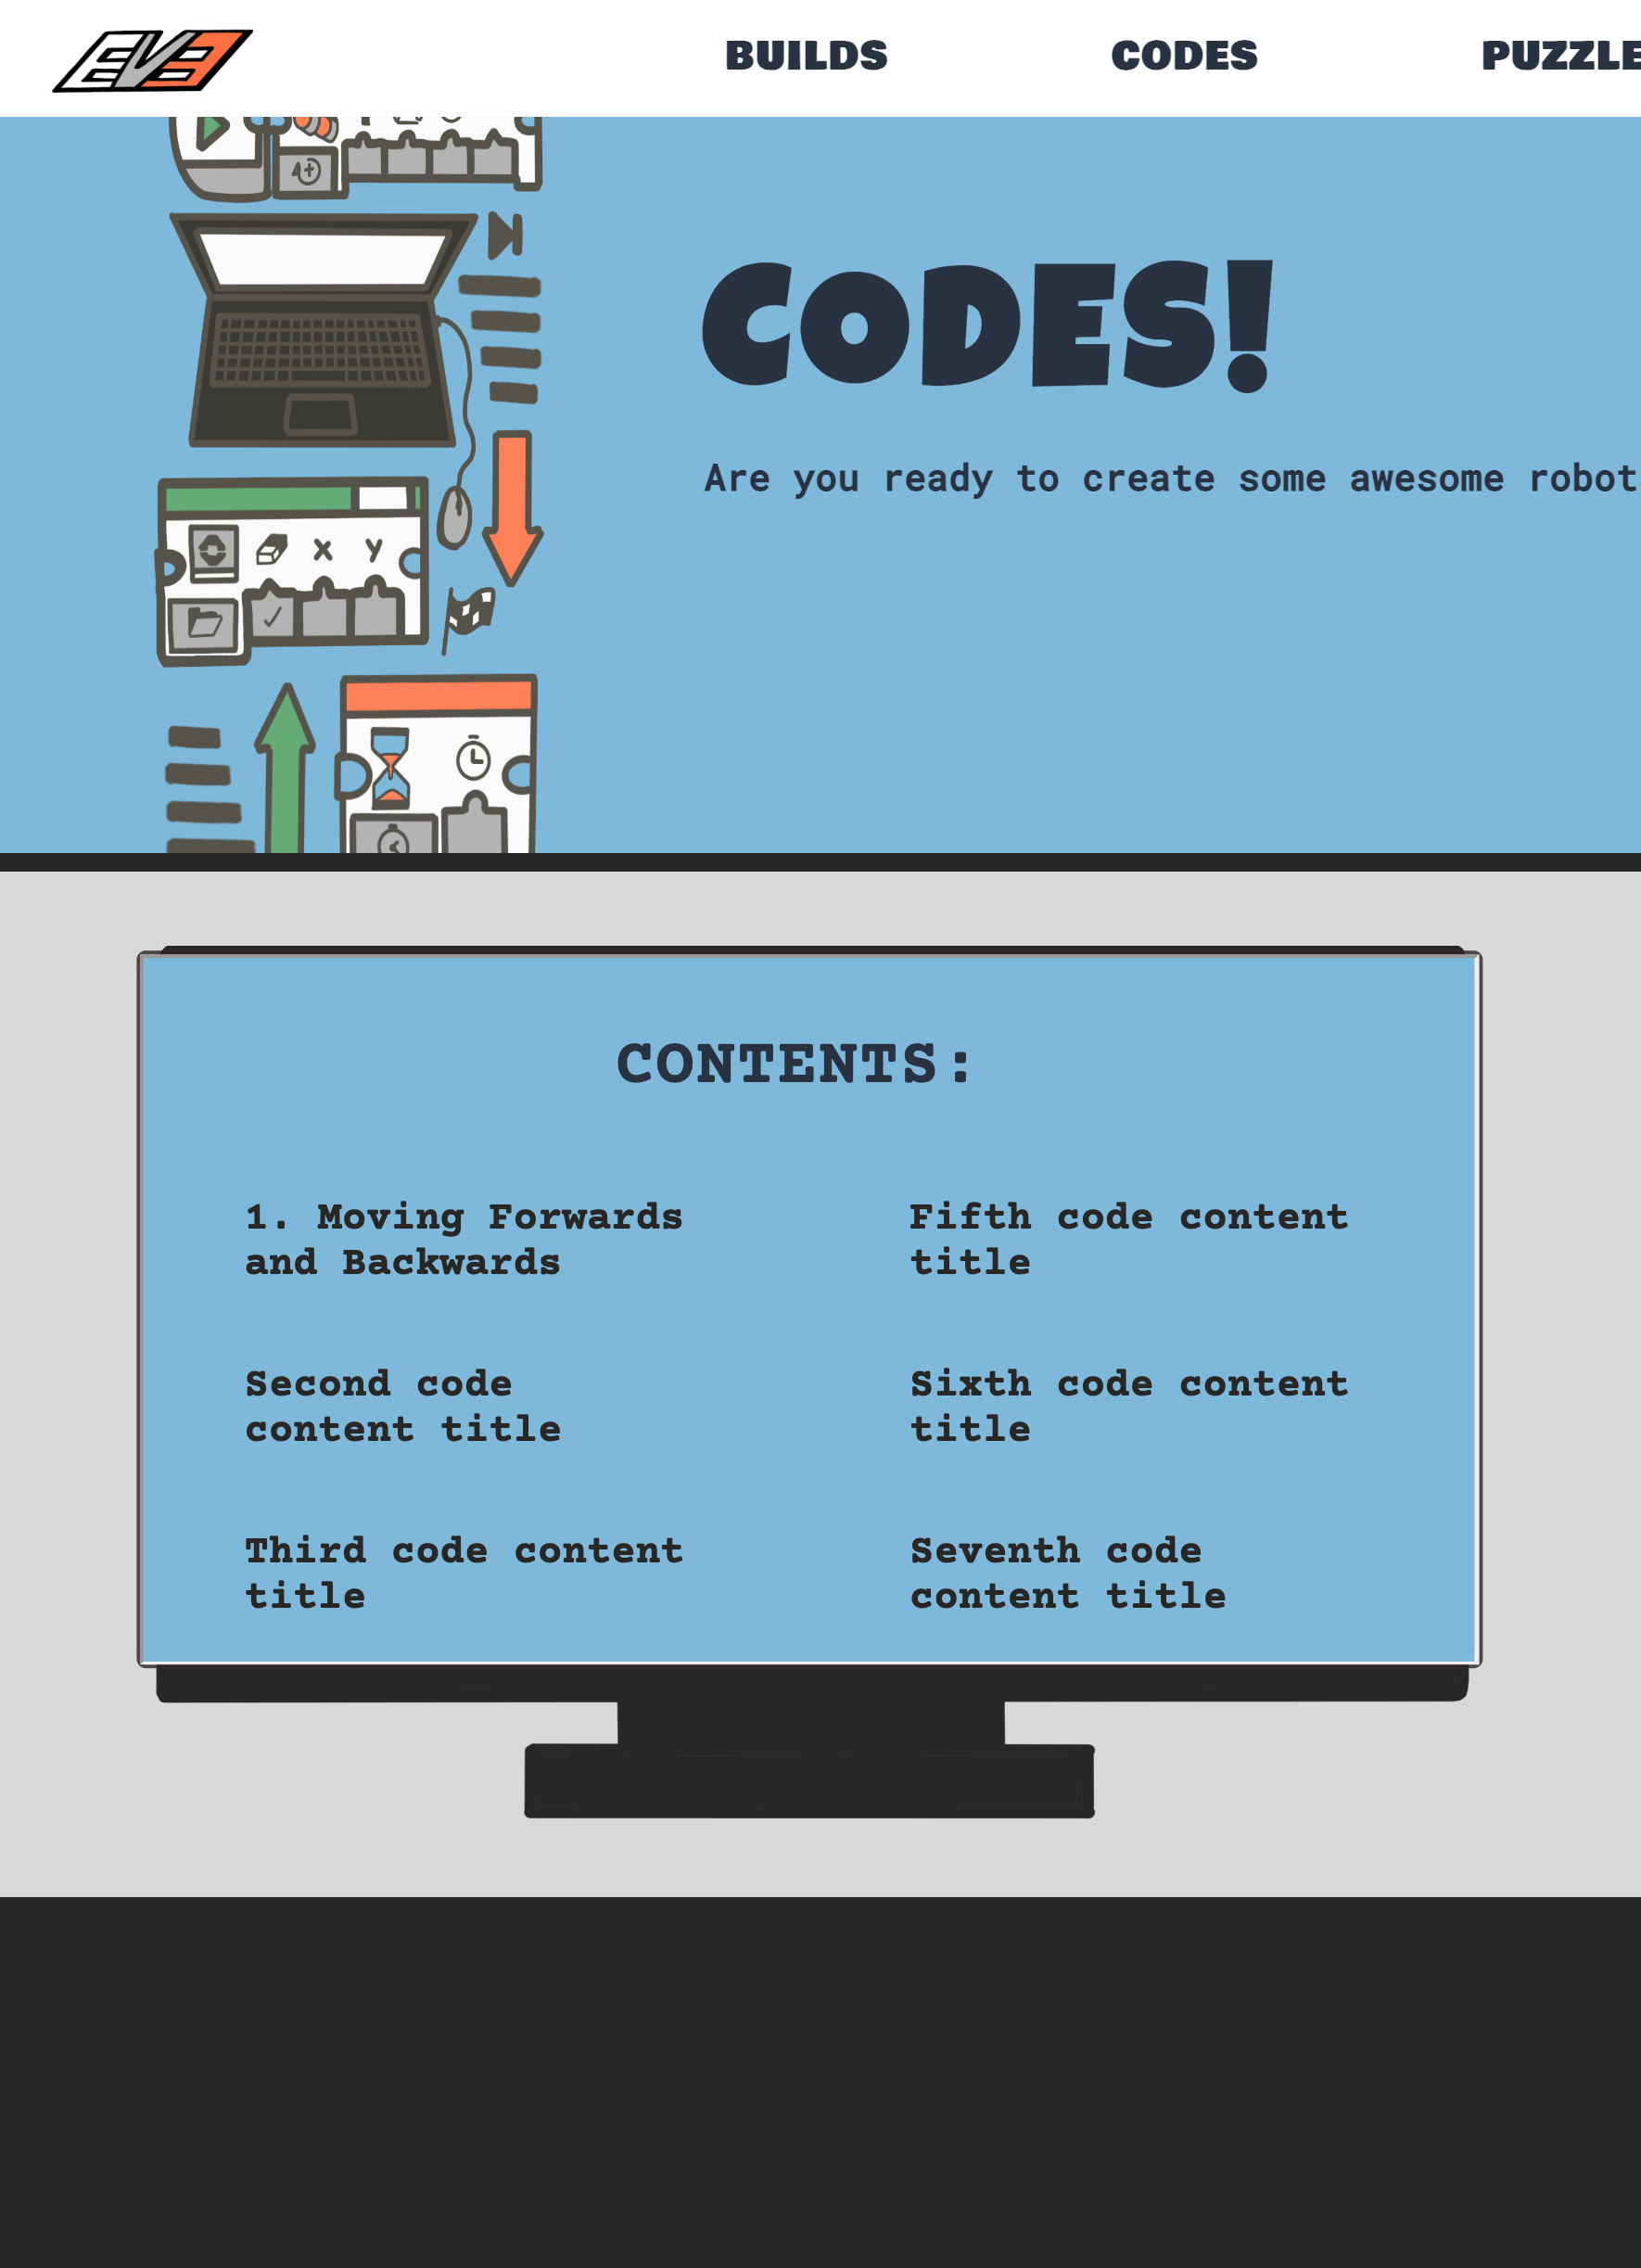 EV3
BUILDS
CODES
PUZZLE
CODES!
Are you ready to create some awesome robot
x y
CONTENTS:
1. Moving Forwards
and Backwards
Second code
content title
Third code content
title
Fifth code content
title
Sixth code content
title
Seventh code
content title